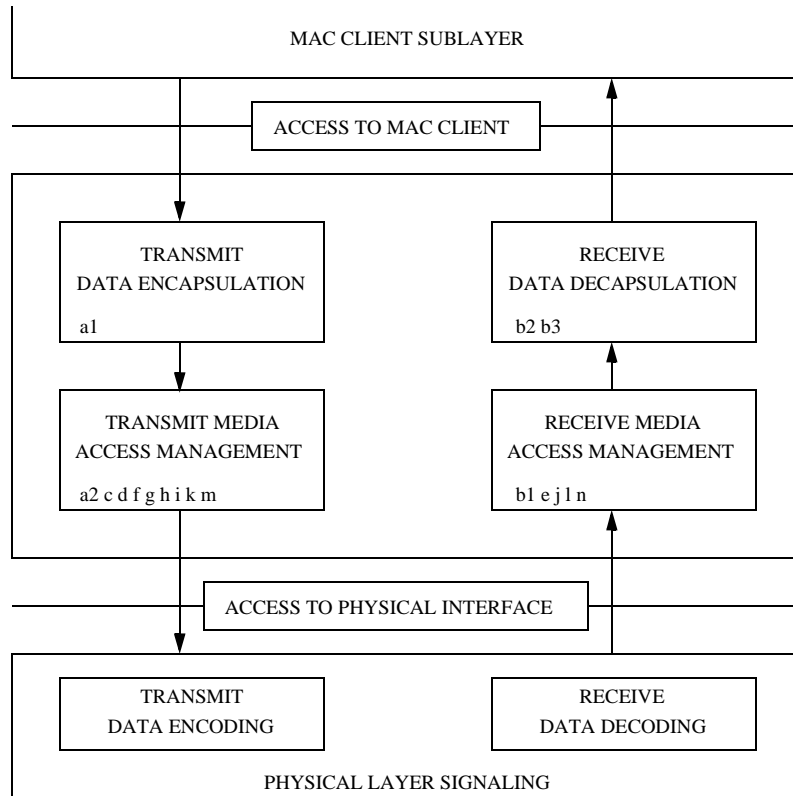 MAC CLIENT SUBLAYER
ACCESS TO MAC CLIENT
TRANSMIT
DATA ENCAPSULATION
a1
RECEIVE
DATA DECAPSULATION
b2 b3
TRANSMIT MEDIA
ACCESS MANAGEMENT
a2 c d f g h i k m
RECEIVE MEDIA
ACCESS MANAGEMENT
b1 e j l n
ACCESS TO PHYSICAL INTERFACE
TRANSMIT
DATA ENCODING
RECEIVE
DATA DECODING
PHYSICAL LAYER SIGNALING